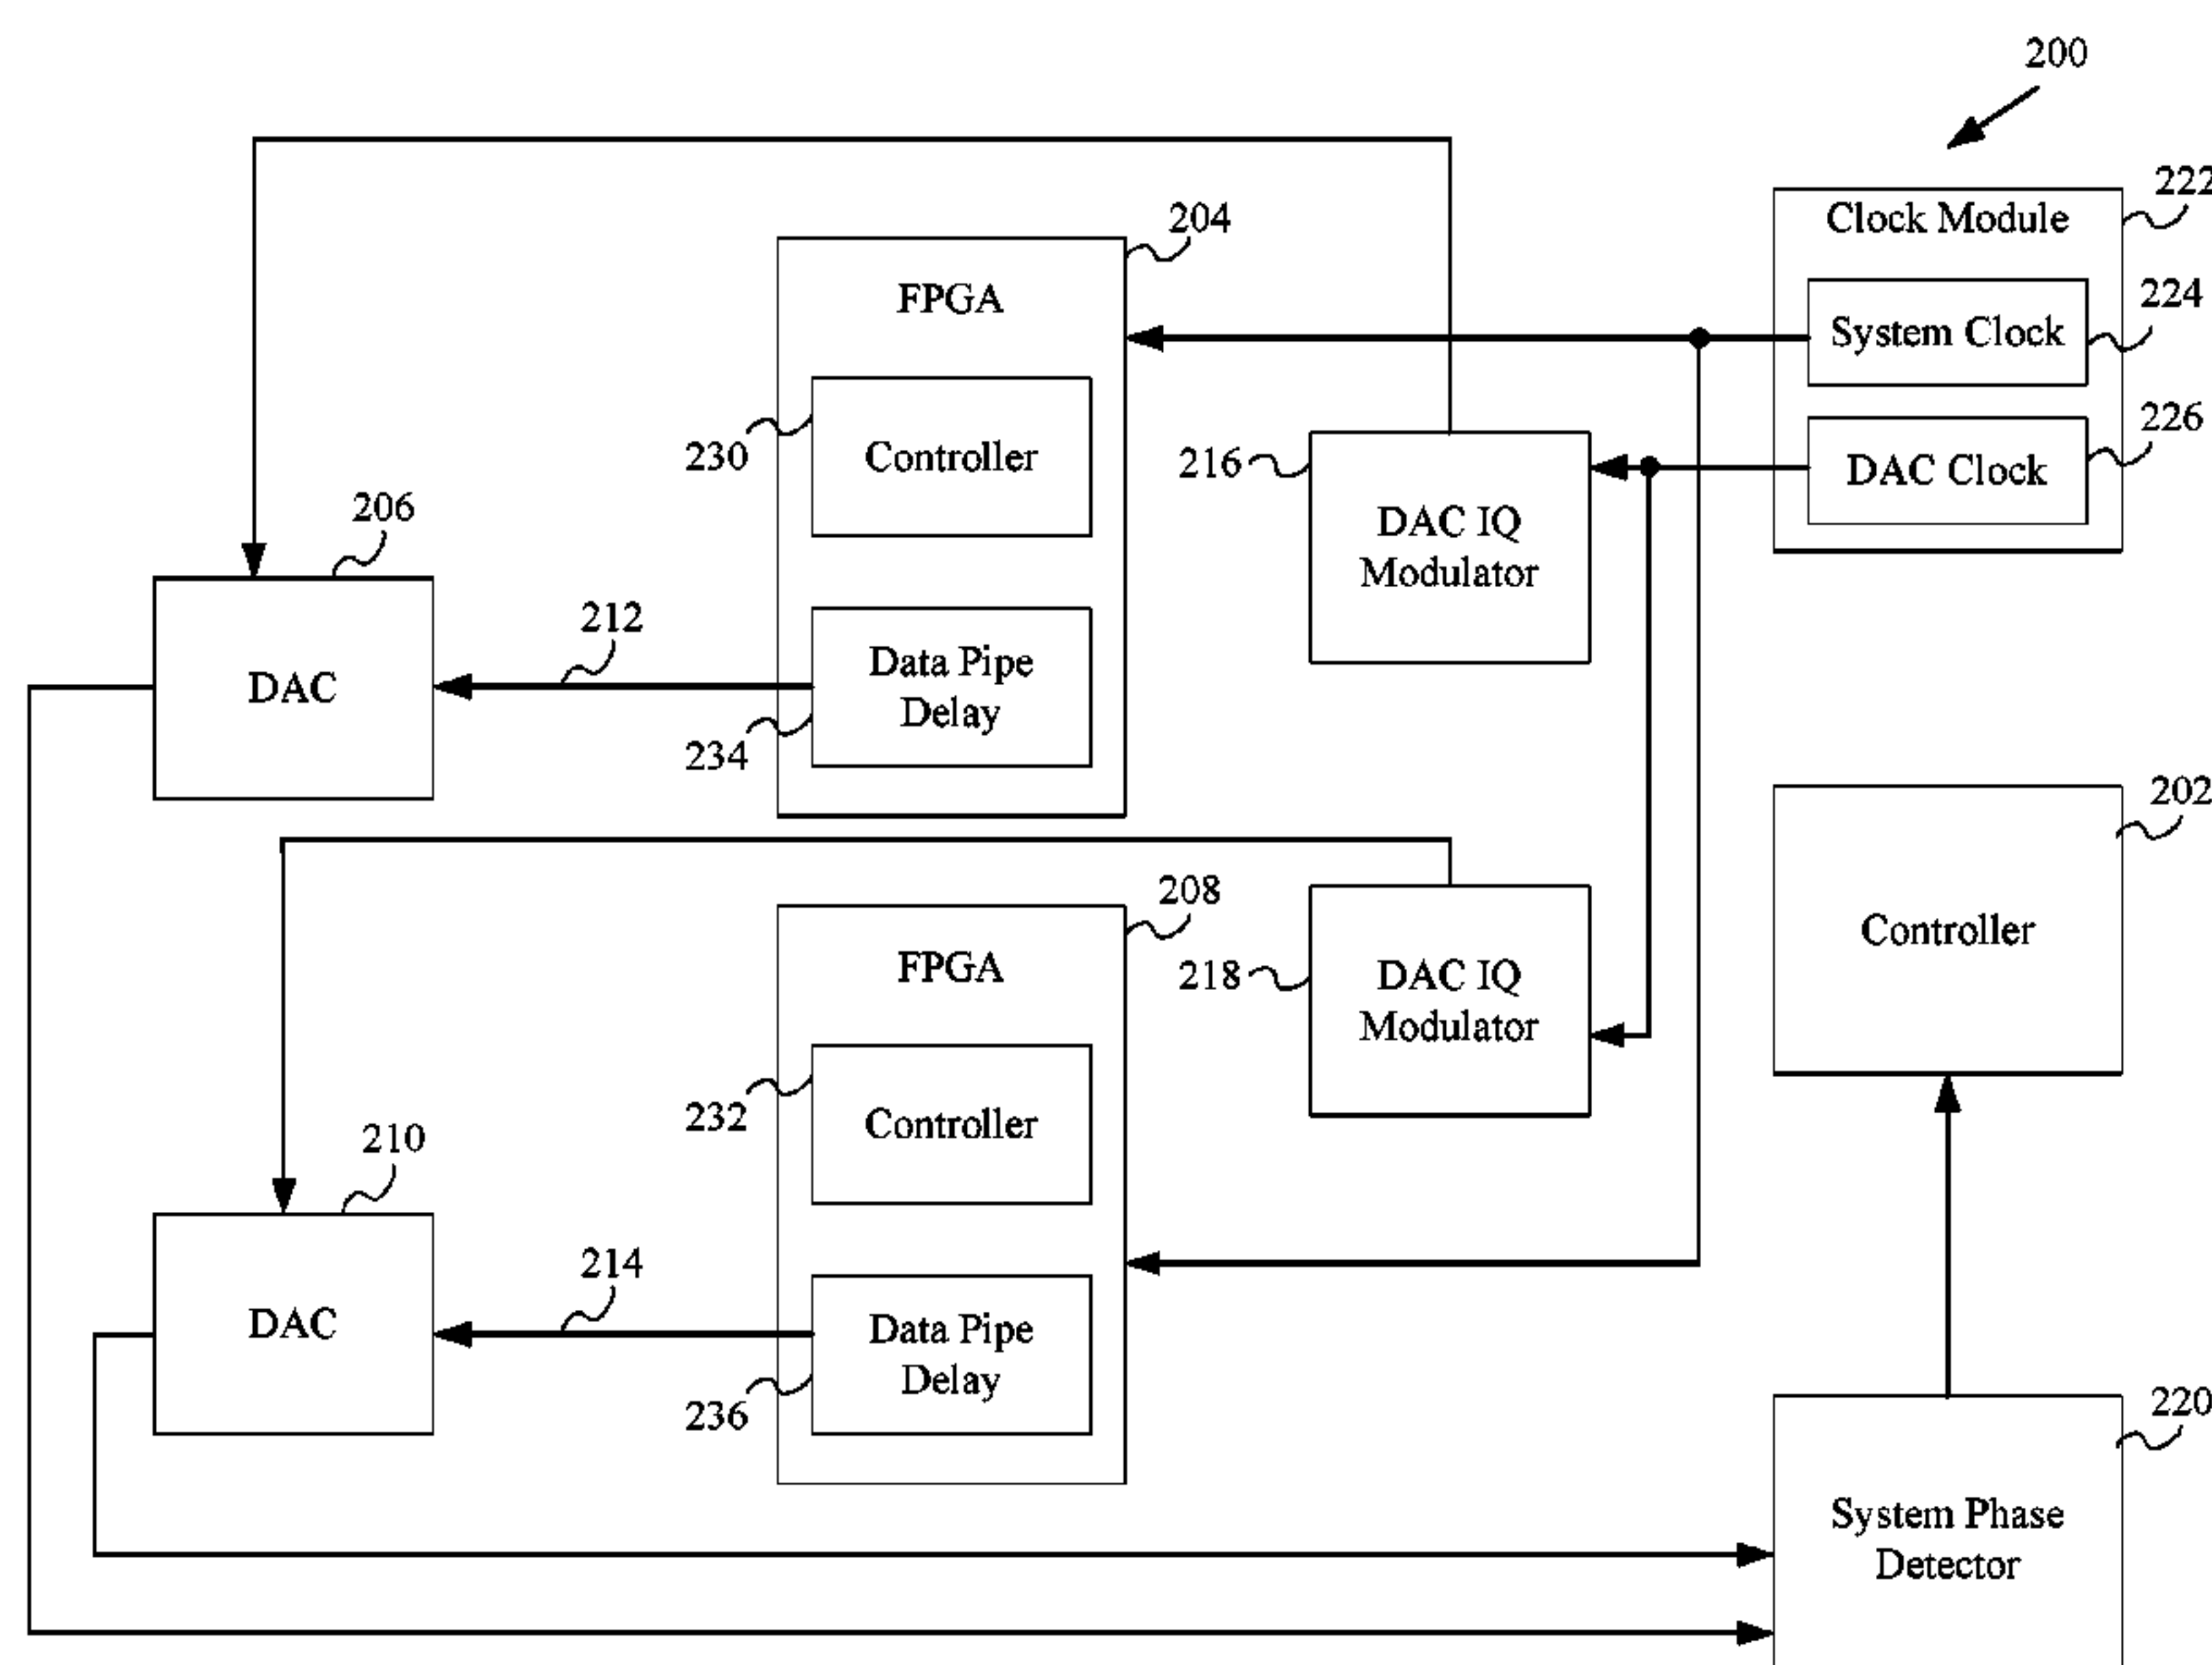 200
222
Clock Module
204
FPGA
224
System Clock
226
DAC Clock
230
Controller
216
DAC IQ
Modulator
206
DAC
212
Data Pipe
Delay
234
202
Controller
208
FPGA
218
DAC IQ
Modulator
232
Controller
210
DAC
214
Data Pipe
Delay
236
220
System Phase
Detector